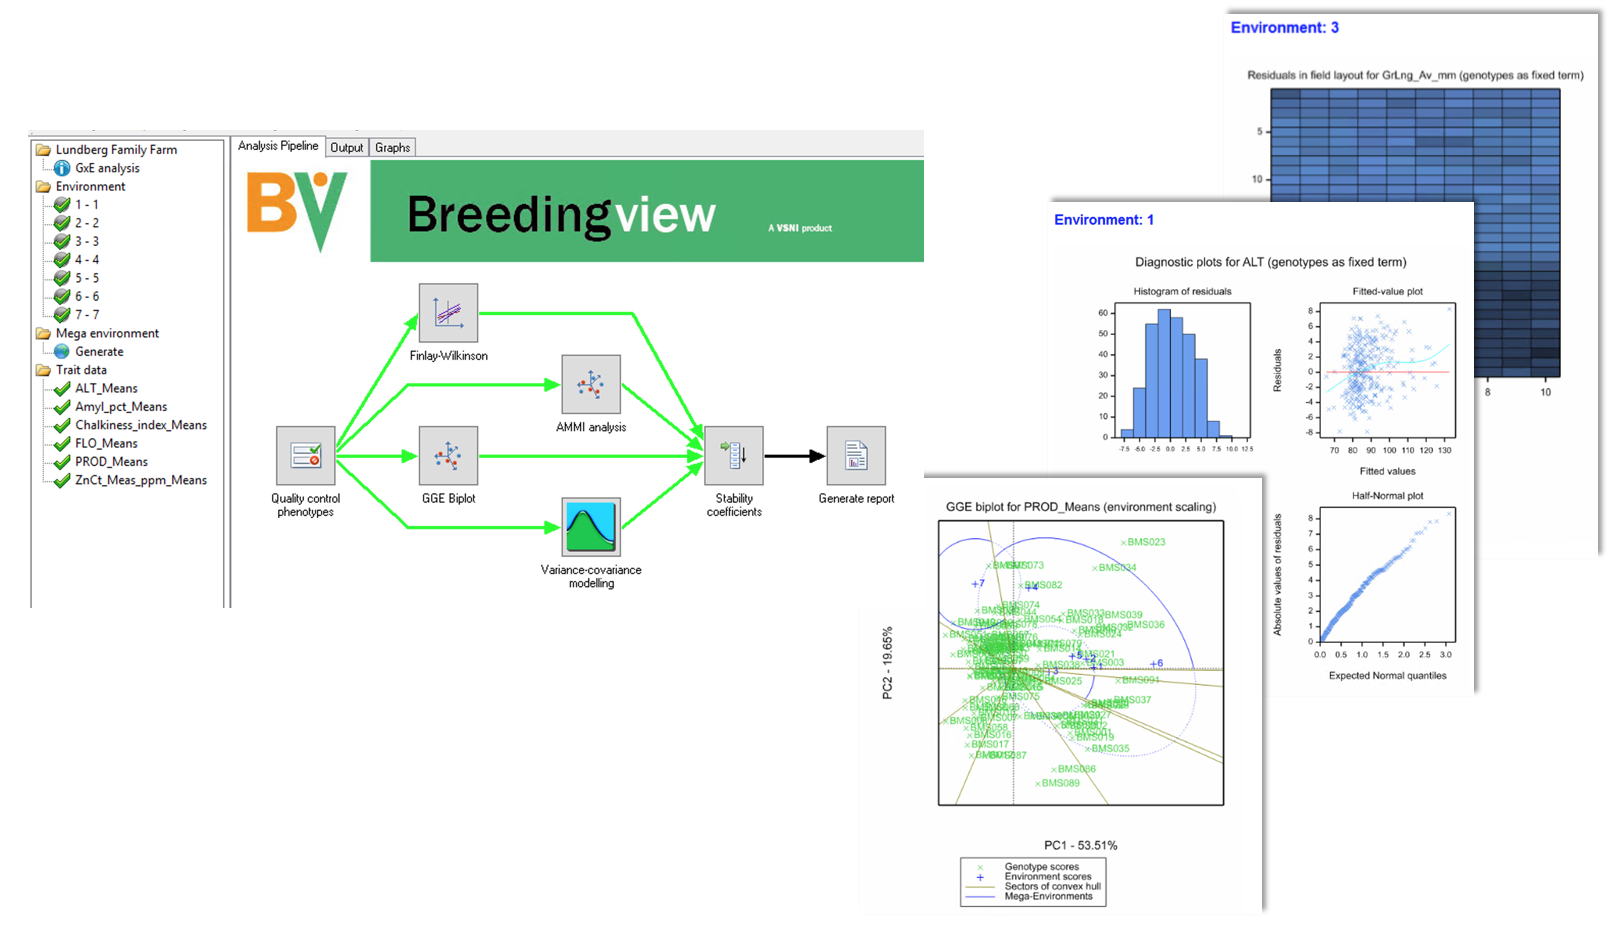 Lundberg Family Farm
GxE analysis
Environment
1 - 1
2 - 2
3 - 3
4 - 4
5 - 5
6 - 6
7 - 7
Mega environment
Generate
Trait data
ALT_Means
Amyl_pct_Means
Chalkiness_index_Means
FLO_Means
PROD_Means
ZnCt_Meas_ppm_Means
Analysis Pipeline
Output
Graphs
BV
Breedingview
A VSNI product
Finlay-Wilkinson
AMMI analysis
Quality control
phenotypes
GGE Biplot
Stability
coefficients
Generate report
Variance-covariance
modelling
Environment: 3
Residuals in field layout for GrLng_Av_mm (genotypes as fixed term)
5
10
8
10
Environment: 1
Diagnostic plots for ALT (genotypes as fixed term)
Histogram of residuals
60
50
40
30
20
10
0
-7.5 -5.0 -2.5 0.0 2.5 5.0 7.5 10.0 12.5
Fitted-value plot
Residuals
8
6
4
2
0
-2
-4
-6
-8
70 80 90 100 110 120 130
Fitted values
Half-Normal plot
Absolute values of residuals
8
7
6
5
4
3
2
1
0
0.0 0.5 1.0 1.5 2.0 2.5 3.0
Expected Normal quantiles
GGE biplot for PROD_Means (environment scaling)
PC2 - 19.65%
BMS023
BMS034
7
4
BMS082
BMS074
BMS054
BMS039
BMS036
BMS024
BMS021
5
2
1
6
3
BMS003
BMS038
BMS025
BMS091
BMS075
BMS037
BMS058
BMS016
BMS017
BMS019
BMS035
BMS086
BMS089
PC1 - 53.51%
Genotype scores
Environment scores
Sectors of convex hull
Mega-Environments